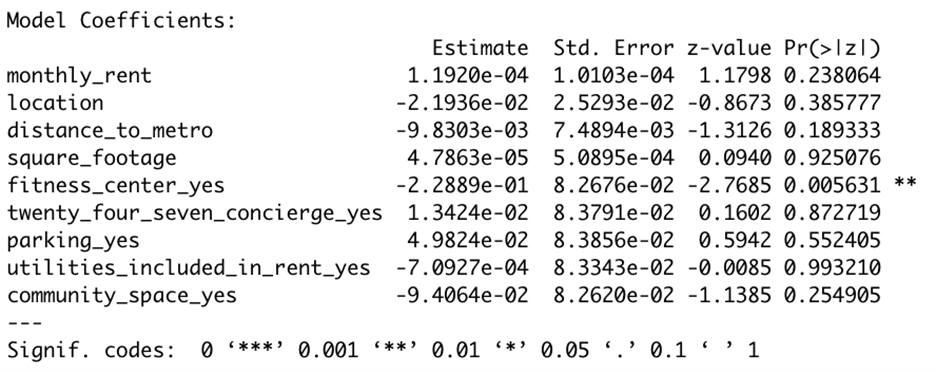 Model Coefficients:
Estimate Std. Error z-value Pr(>|z|)
monthly_rent 1.1920e-04 1.0103e-04 1.1798 0.238064
location -2.1936e-02 2.5293e-02 -0.8673 0.385777
distance_to_metro -9.8303e-03 7.4894e-03 -1.3126 0.189333
square_footage 4.7863e-05 5.0895e-04 0.0940 0.925076
fitness_center_yes -2.2889e-01 8.2676e-02 -2.7685 0.005631 **
twenty_four_seven_concierge_yes 1.3424e-02 8.3791e-02 0.1602 0.872719
parking_yes 4.9824e-02 8.3856e-02 0.5942 0.552405
utilities_included_in_rent_yes -7.0927e-04 8.3343e-02 -0.0085 0.993210
community_space_yes -9.4064e-02 8.2620e-02 -1.1385 0.254905
---
Signif. codes: 0 ‘***’ 0.001 ‘**’ 0.01 ‘*’ 0.05 ‘.’ 0.1 ‘ ’ 1